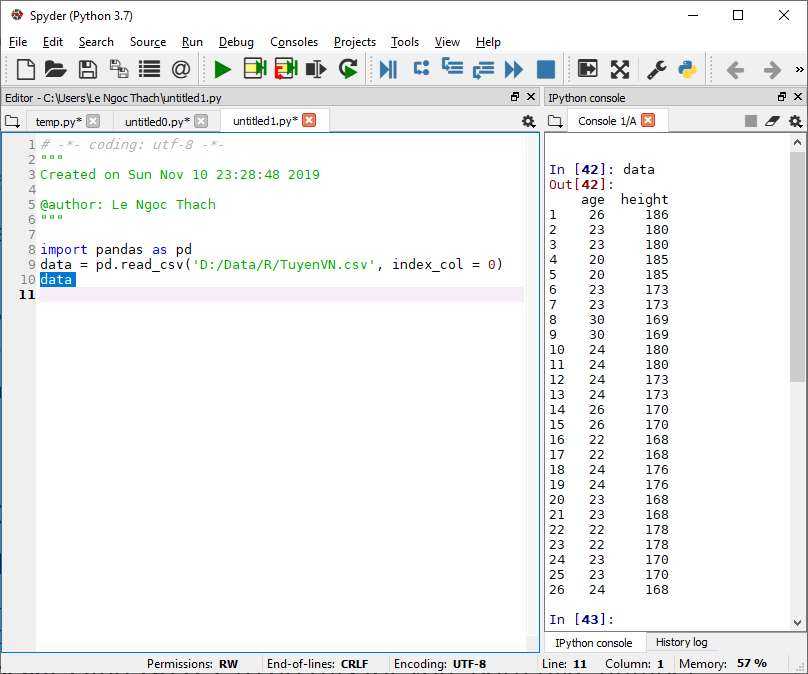 Spyder (Python 3.7)
File Edit Search Source Run Debug Consoles Projects Tools View Help
Editor - C:\Users\Le Ngoc Thach\untitled1.py
temp.py* untitled0.py* untitled1.py*
1 # -*- coding: utf-8 -*-
2 """
3 Created on Sun Nov 10 23:28:48 2019
4
5 @author: Le Ngoc Thach
6 """
7
8 import pandas as pd
9 data = pd.read_csv('D:/Data/R/TuyenVN.csv', index_col = 0)
10 data
11
IPython console
Console 1/A
In [42]: data
Out[42]:
age height
1 26 186
2 23 180
3 23 180
4 20 185
5 20 185
6 23 173
7 23 173
8 30 169
9 30 169
10 24 180
11 24 180
12 24 173
13 24 173
14 26 170
15 26 170
16 22 168
17 22 168
18 24 176
19 24 176
20 23 168
21 23 168
22 22 178
23 22 178
24 23 170
25 23 170
26 24 168
In [43]:
IPython console History log
Permissions: RW End-of-lines: CRLF Encoding: UTF-8 Line: 11 Column: 1 Memory: 57 %